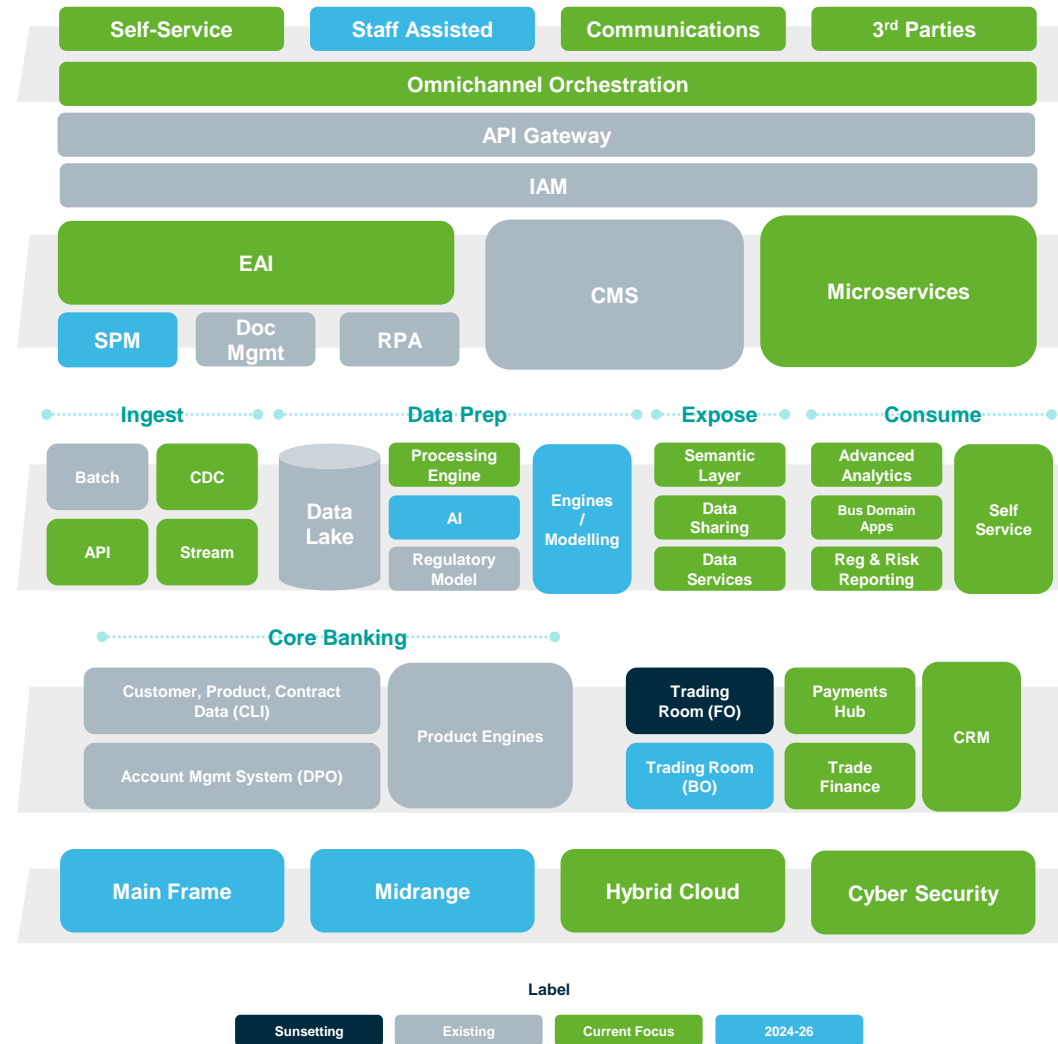 Self-Service
Staff Assisted
Communications
3rd Parties
Omnichannel Orchestration
API Gateway
IAM
EAI
CMS
Microservices
SPM
Doc
Mgmt
RPA
Ingest
Data Prep
Expose
Consume
Batch
CDC
API
Stream
Data
Lake
Processing
Engine
AI
Regulatory
Model
Engines
/
Modelling
Semantic
Layer
Data
Sharing
Data
Services
Advanced
Analytics
Bus Domain
Apps
Reg & Risk
Reporting
Self
Service
Core Banking
Customer, Product, Contract
Data (CLI)
Account Mgmt System (DPO)
Product Engines
Trading
Room (FO)
Trading Room
(BO)
Payments
Hub
Trade
Finance
CRM
Main Frame
Midrange
Hybrid Cloud
Cyber Security
Label
Sunsetting
Existing
Current Focus
2024-26